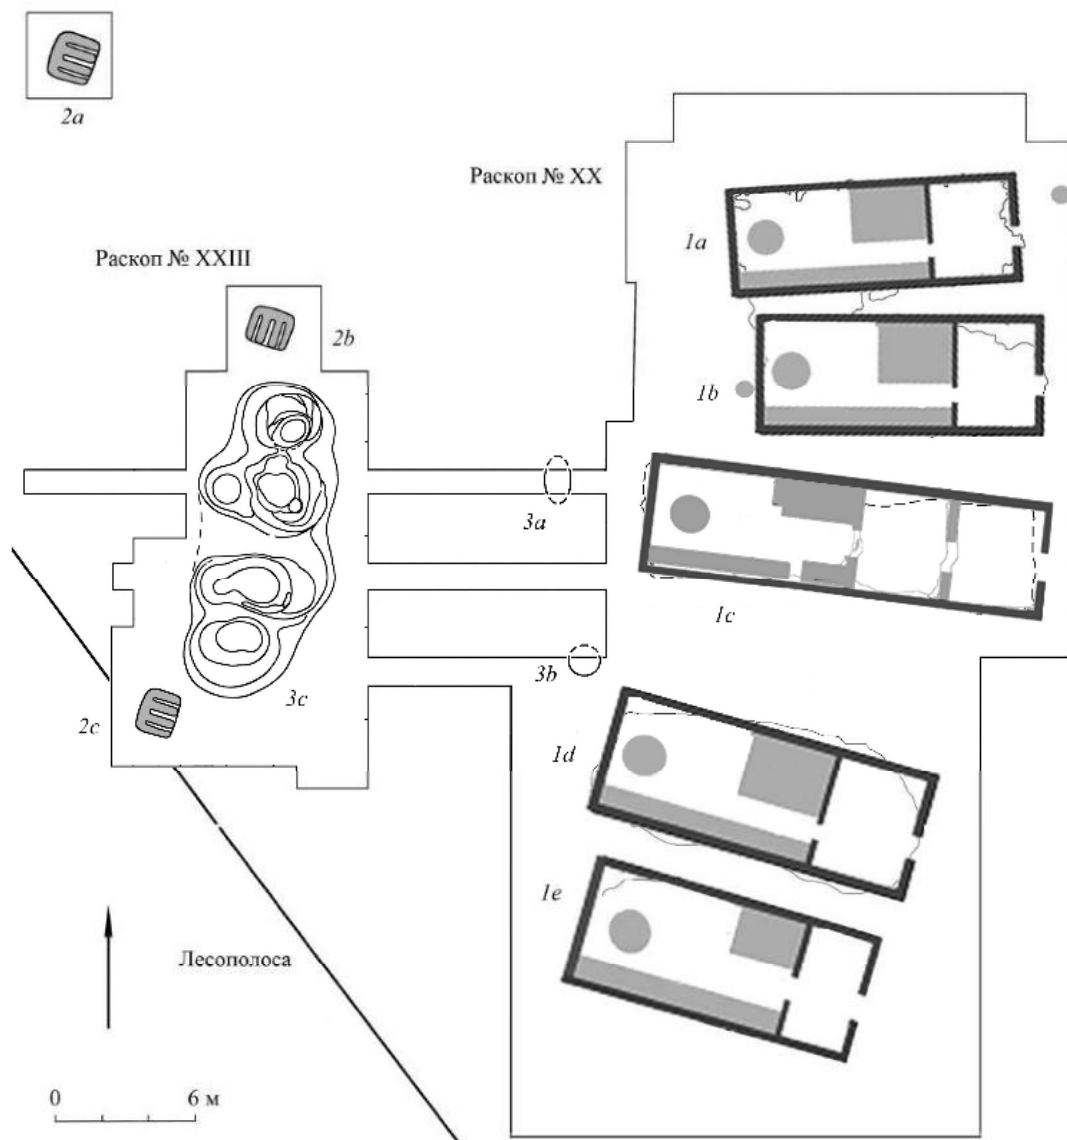 2a
Раскоп № XX
1a
Раскоп № XXIII
2b
1b
3a
1c
3b
3c
2c
1d
1e
Лесополоса
0 6 м